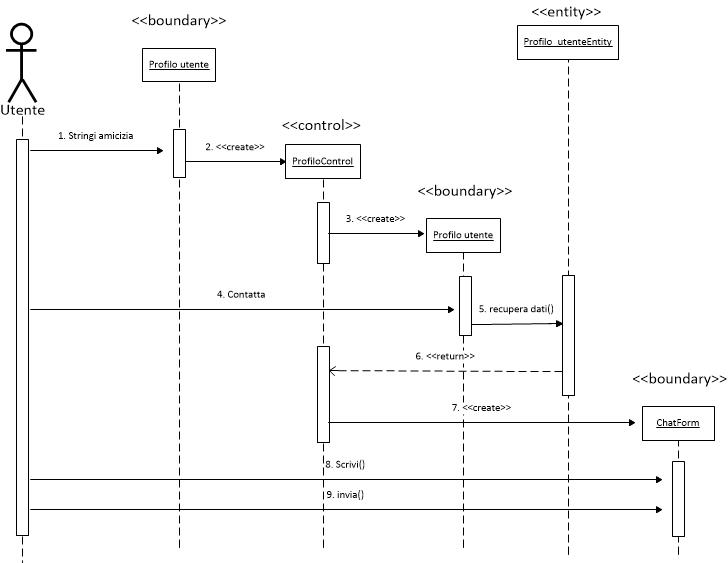 <<entity>>
<<boundary>>
Profilo_utenteEntity
Profilo utente
Utente
<<control>>
1. Stringi amicizia
2. <<create>>
ProfiloControl
<<boundary>>
3. <<create>>
Profilo utente
4. Contatta
5. recupera dati()
6. <<return>>
<<boundary>>
7. <<create>>
ChatForm
8. Scrivi()
9. invia()